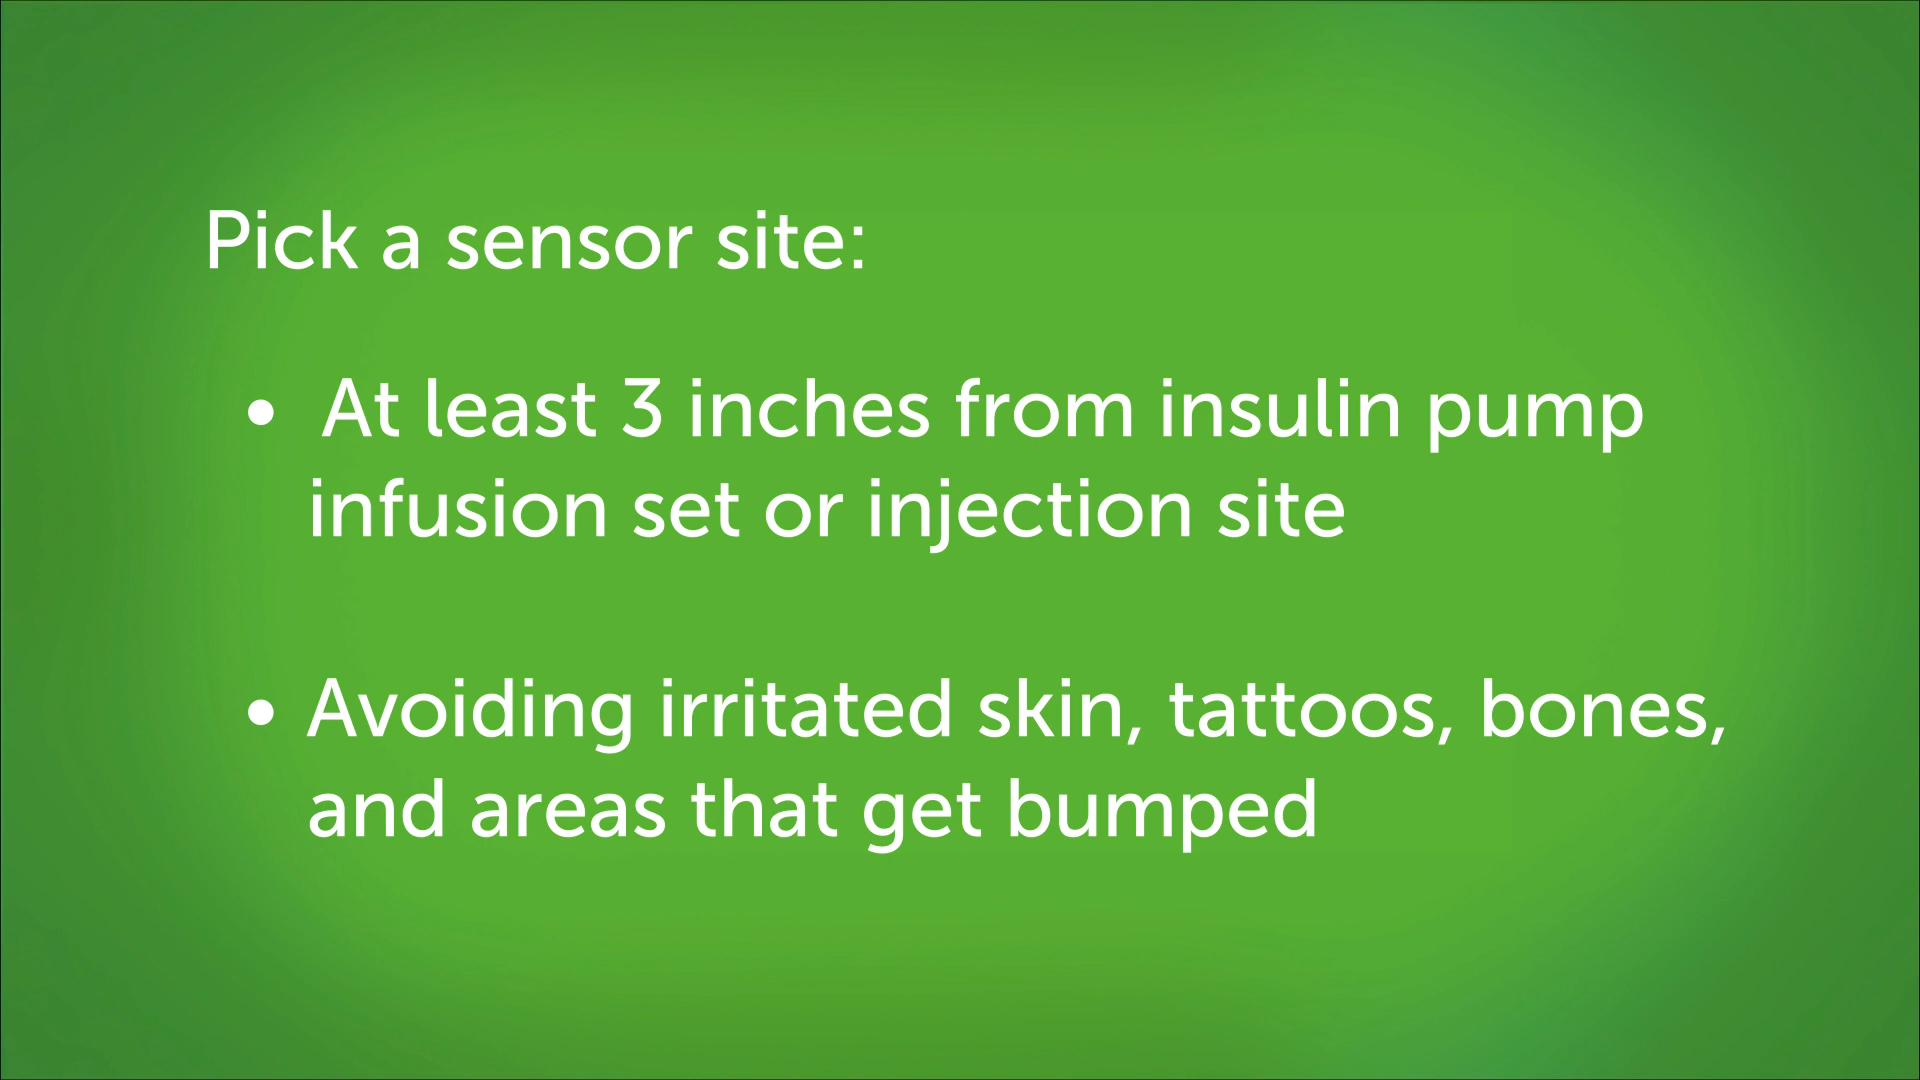 Pick a sensor site:
• At least 3 inches from insulin pump
infusion set or injection site
• Avoiding irritated skin, tattoos, bones,
and areas that get bumped